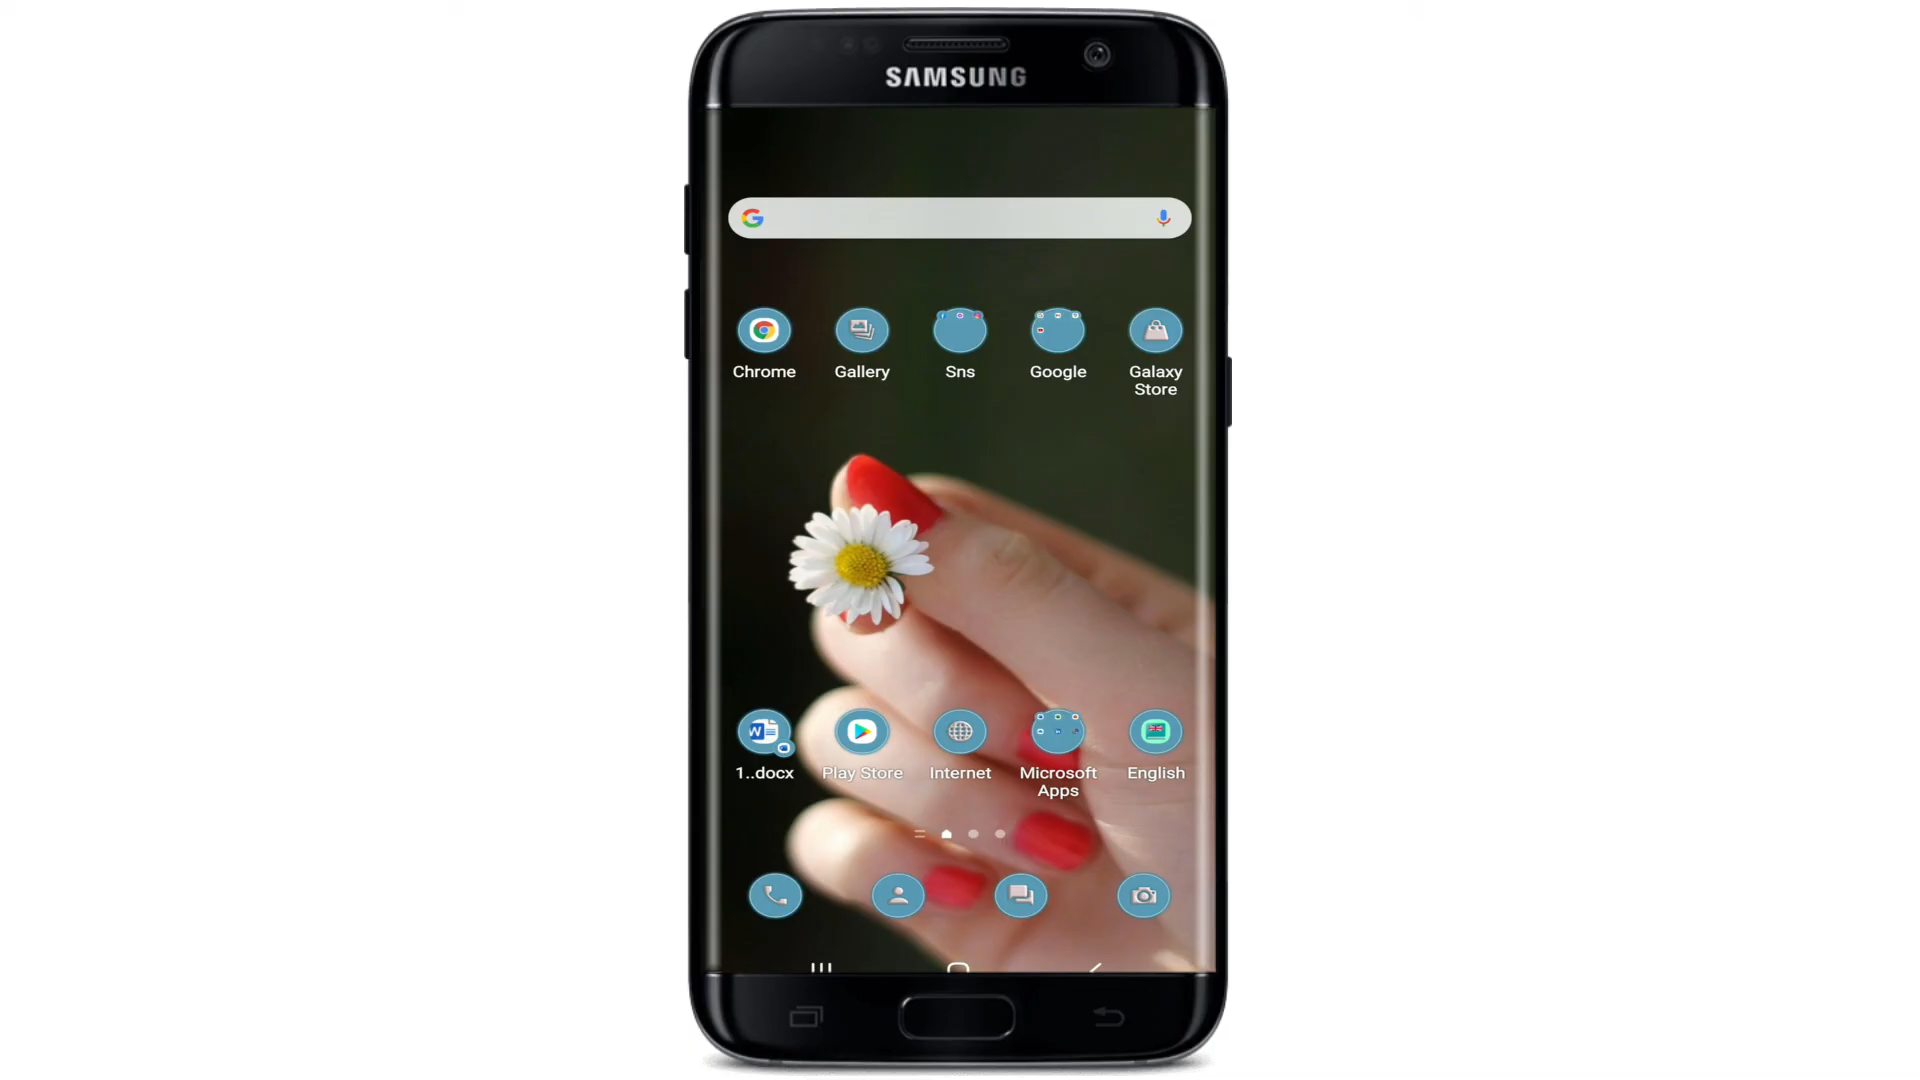 SAMSUNG
Chrome
Gallery
Sns
Google
Galaxy
Store
1..docx
Play Store
Internet
Microsoft
Apps
English